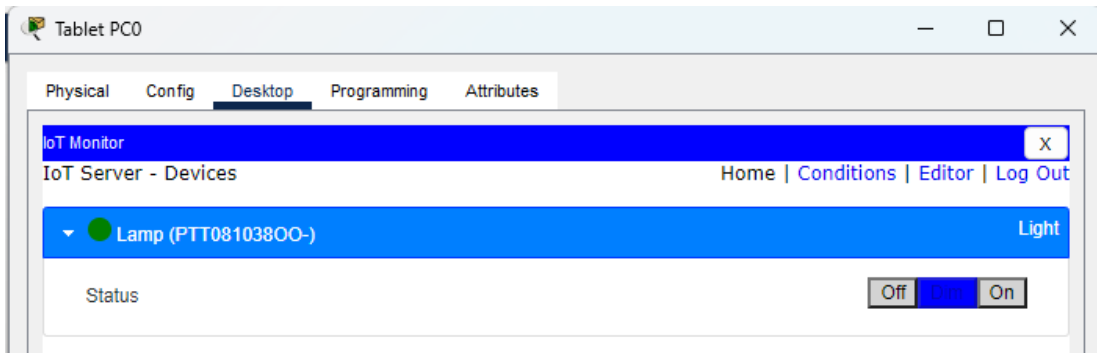 Tablet PC0
Physical Config Desktop Programming Attributes
IoT Monitor X
IoT Server - Devices Home | Conditions | Editor | Log Out
Lamp (PTT081038OO-) Light
Status Off Dim On